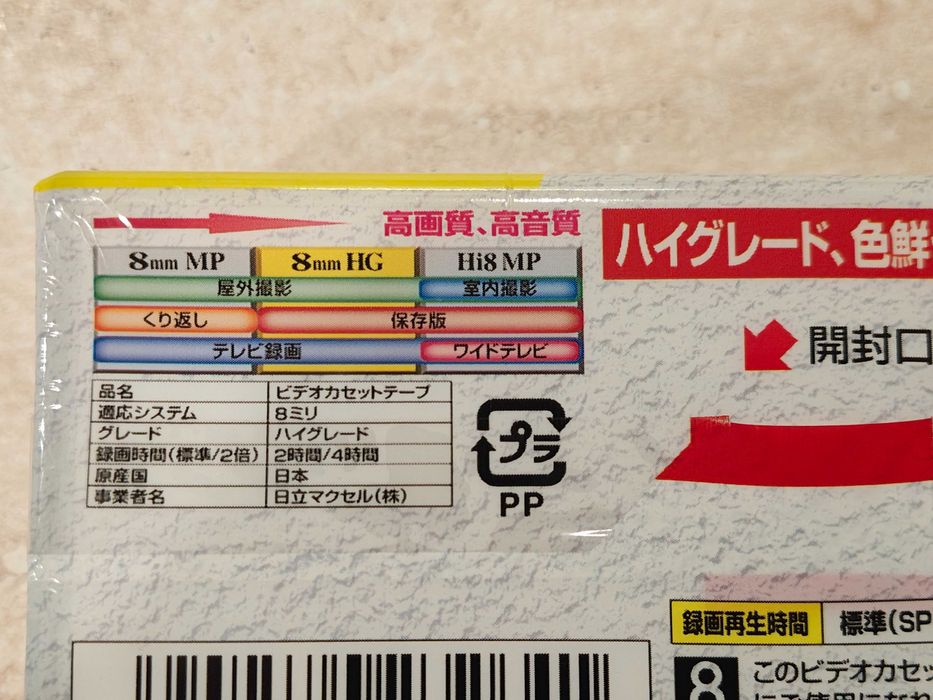 高画質、高音質
ハイグレード、色鮮
8mm MP 8mm HG Hi8 MP
屋外撮影 室内撮影
くり返し 保存版
テレビ録画 ワイドテレビ
開封口
品名 ビデオカセットテープ
適応システム 8ミリ
グレード ハイグレード
録画時間(標準/2倍) 2時間/4時間
原産国 日本
事業者名 日立マクセル(株)
プラ
PP
録画再生時間 標準(SP
8 このビデオカセッ